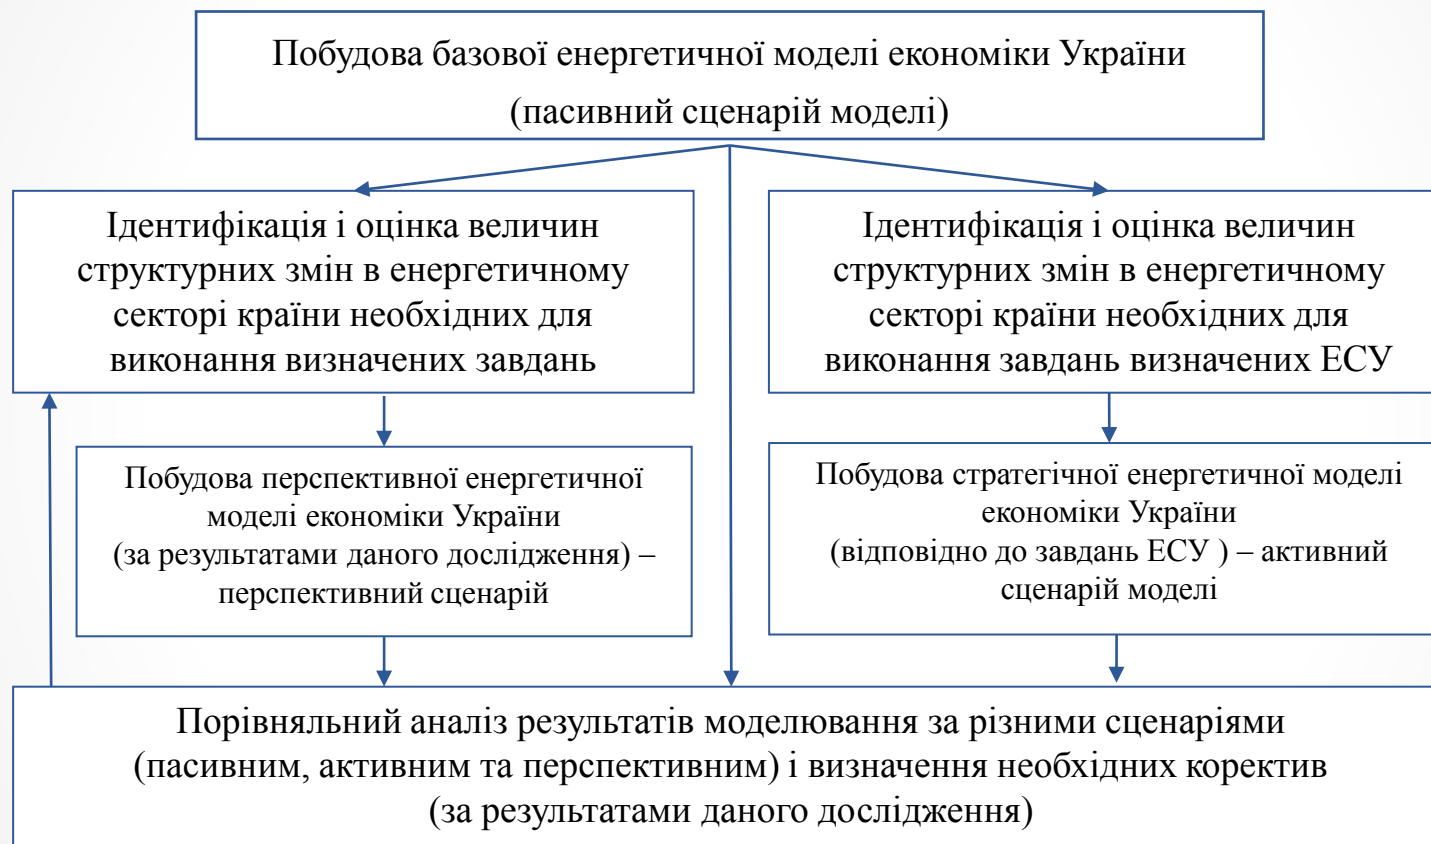 Побудова базової енергетичної моделі економіки України
(пасивний сценарій моделі)
Ідентифікація і оцінка величин
структурних змін в енергетичному
секторі країни необхідних для
виконання визначених завдань
Ідентифікація і оцінка величин
структурних змін в енергетичному
секторі країни необхідних для
виконання завдань визначених ЕСУ
Побудова перспективної енергетичної
моделі економіки України
(за результатами даного дослідження) –
перспективний сценарій
Побудова стратегічної енергетичної моделі
економіки України
(відповідно до завдань ЕСУ ) – активний
сценарій моделі
Порівняльний аналіз результатів моделювання за різними сценаріями
(пасивним, активним та перспективним) і визначення необхідних коректив
(за результатами даного дослідження)